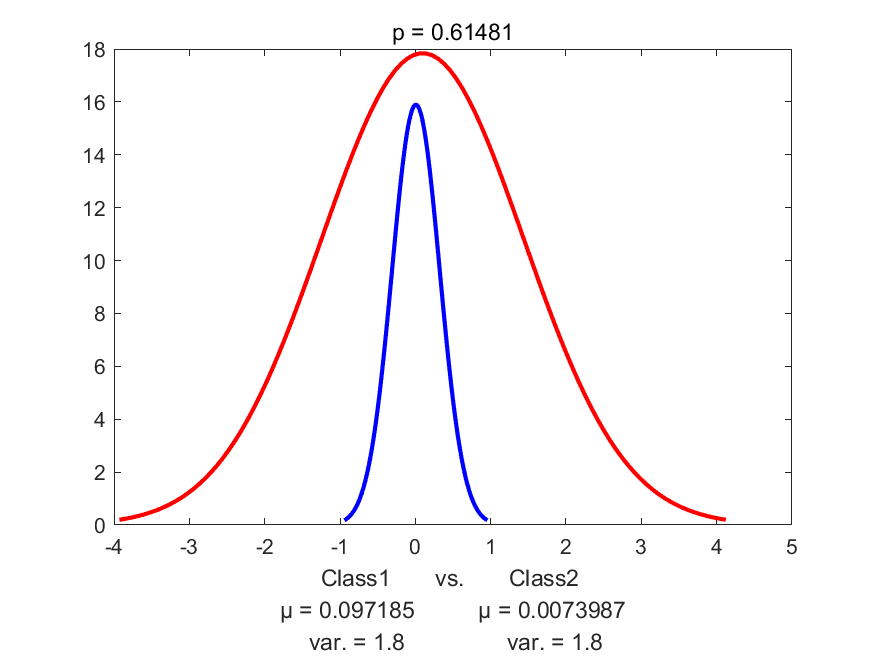 p = 0.61481
18
16
14
12
10
8
6
4
2
0
-4 -3 -2 -1 0 1 2 3 4 5
Class1 vs. Class2
μ = 0.097185 μ = 0.0073987
var. = 1.8 var. = 1.8